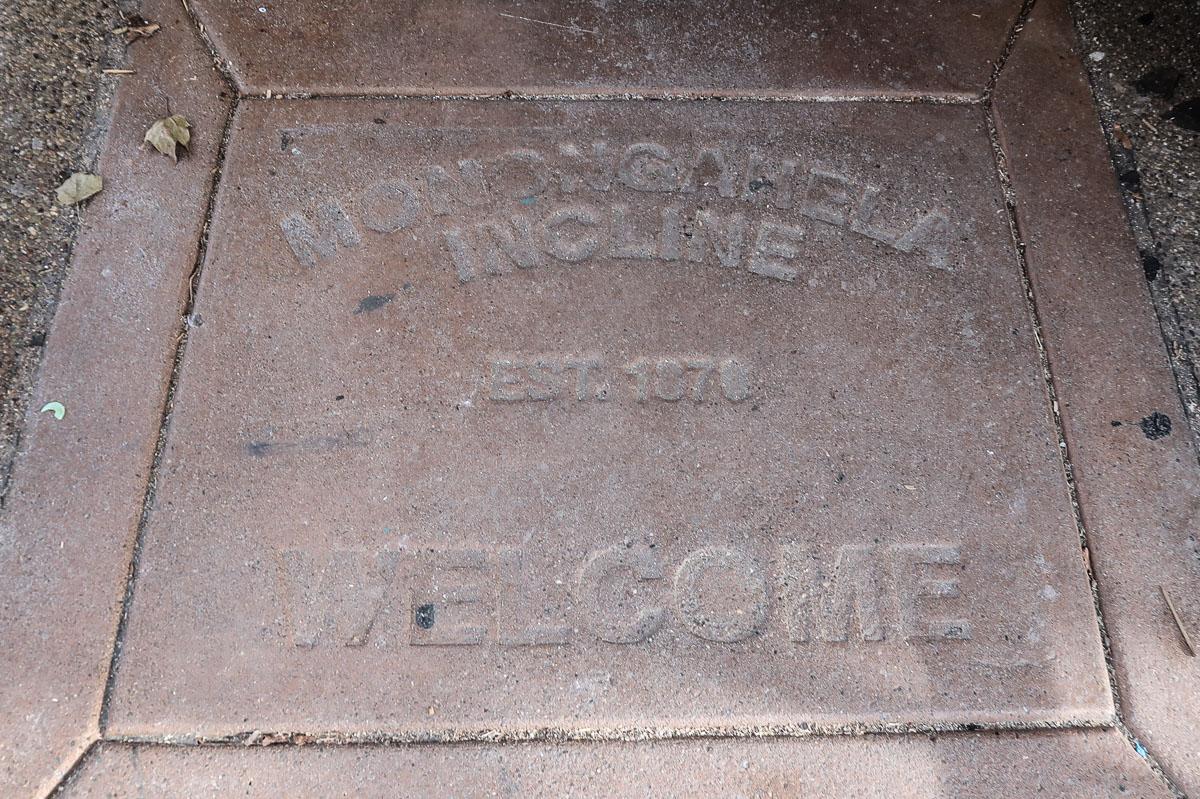 MONONGAHELA
INCLINE
EST. 1870
WELCOME